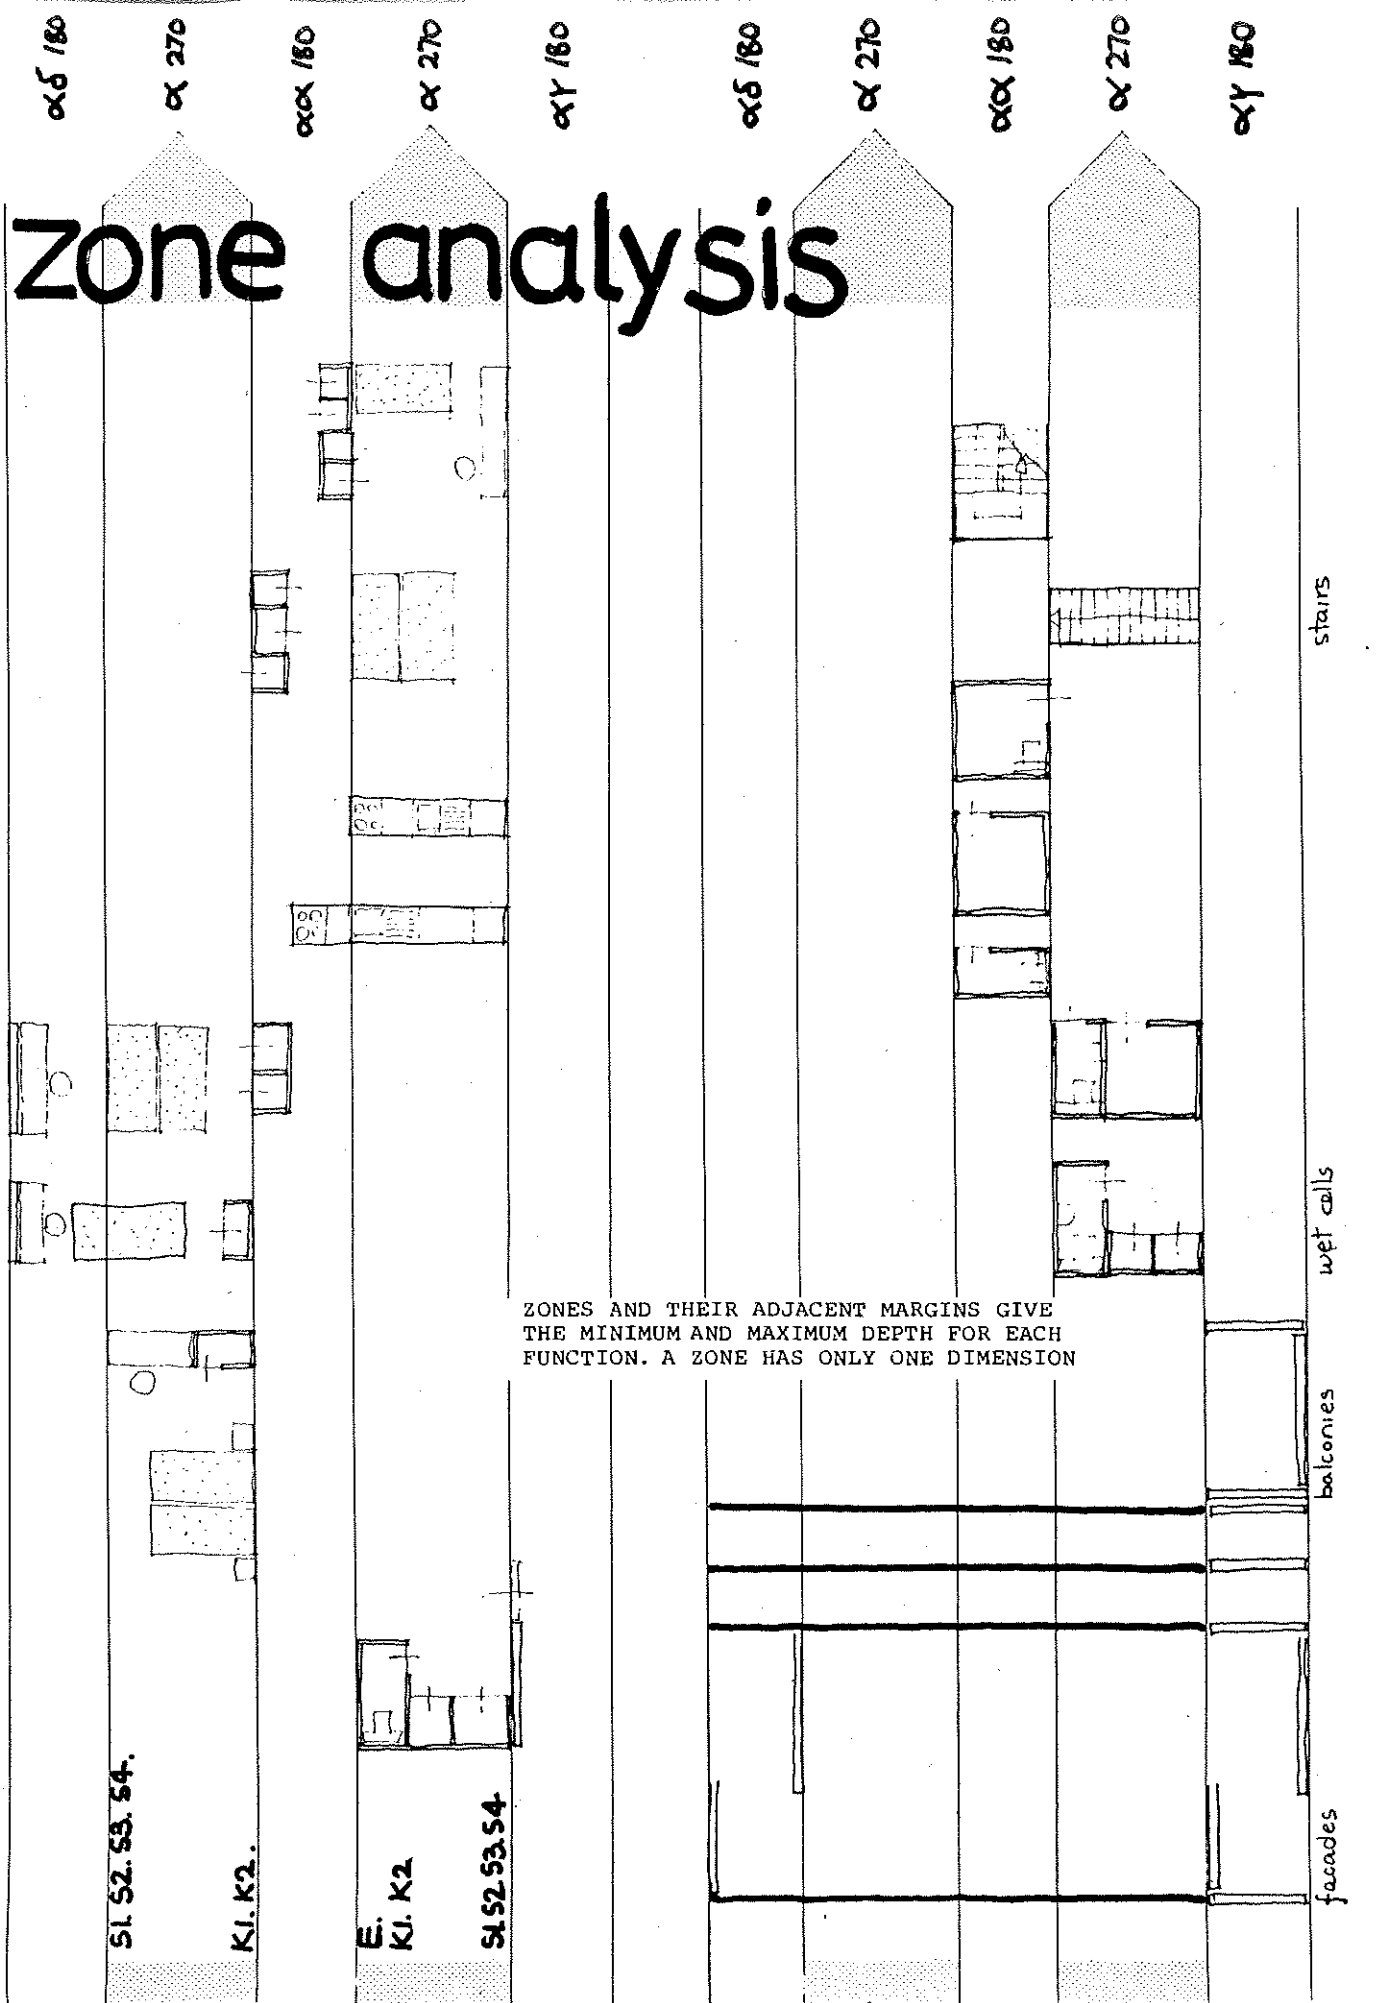 αδ 180
α 270
αα 180
α 270
αγ 180
αδ 180
α 270
αα 180
α 270
αγ 180
zone analysis
stairs
wet cells
ZONES AND THEIR ADJACENT MARGINS GIVE
THE MINIMUM AND MAXIMUM DEPTH FOR EACH
FUNCTION. A ZONE HAS ONLY ONE DIMENSION
balconies
facades
S1. S2. S3. S4.
K1. K2.
E.
K1. K2
S1. S2. S3. S4